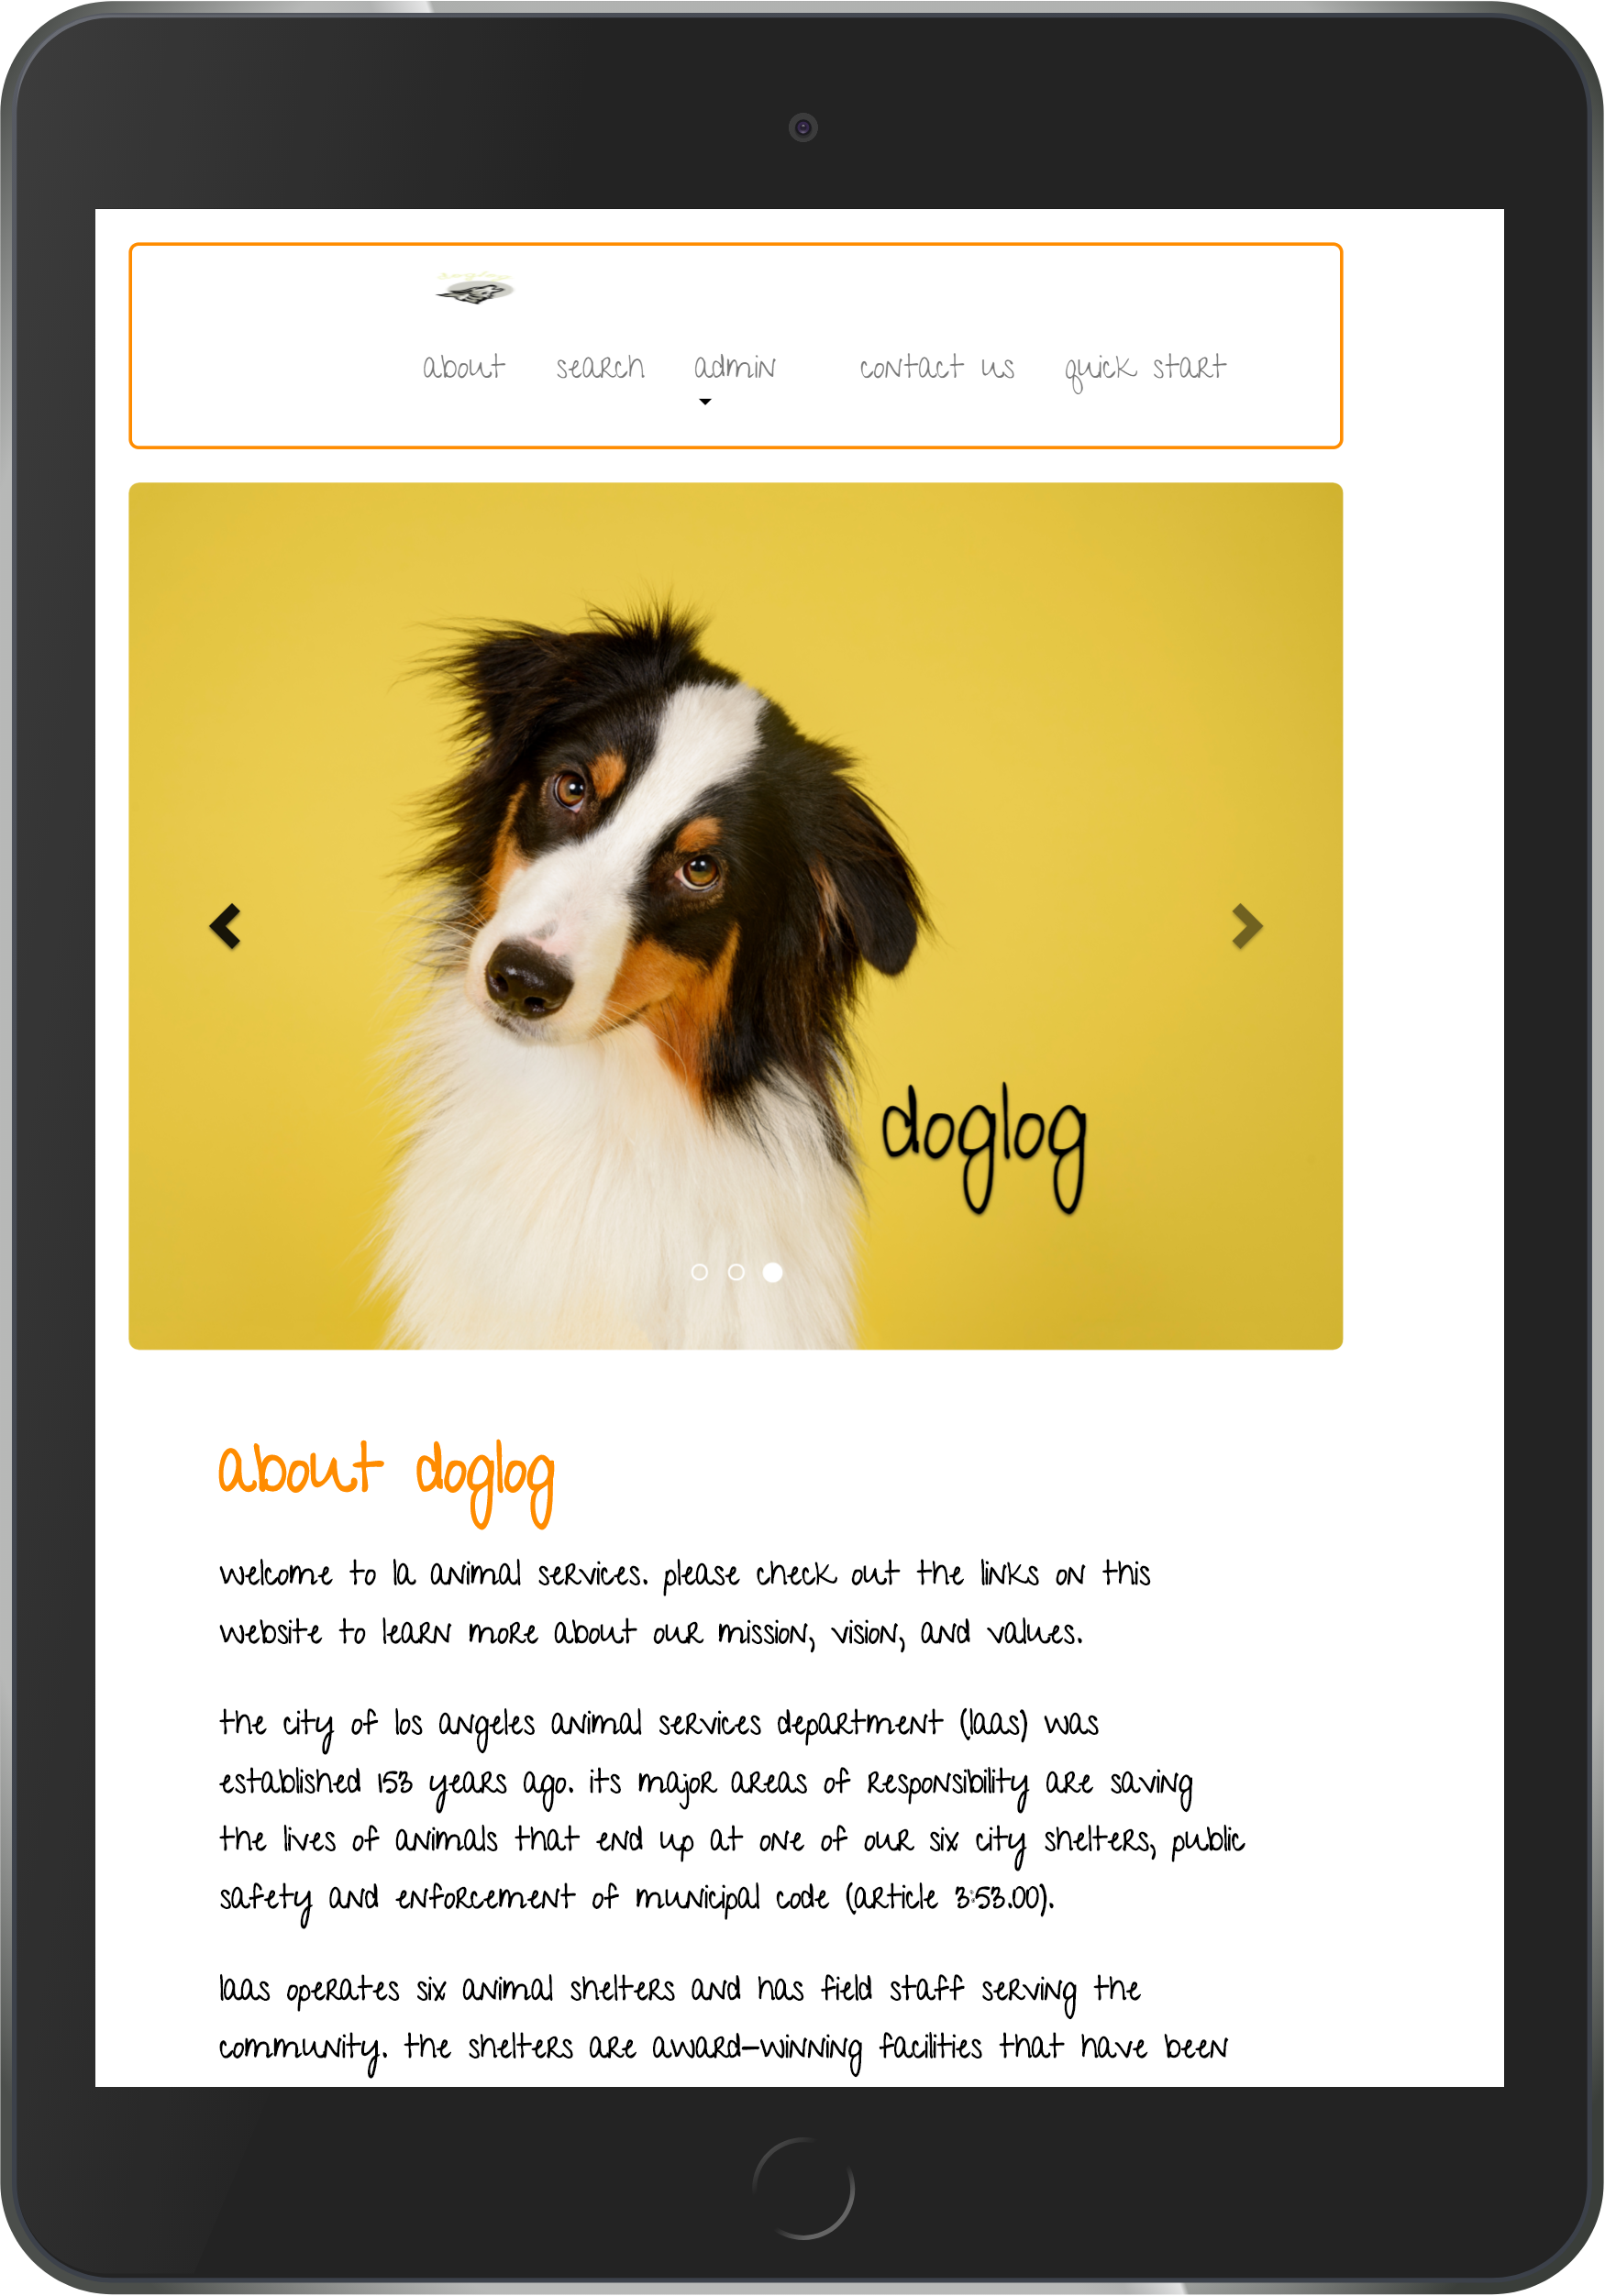 doglog
about search admin contact us quick start
doglog
about doglog
welcome to la animal services. please check out the links on this
website to learn more about our mission, vision, and values.
the city of los angeles animal services department (laas) was
established 153 years ago. its major areas of responsibility are saving
the lives of animals that end up at one of our six city shelters, public
safety and enforcement of municipal code (article 3:53.00).
laas operates six animal shelters and has field staff serving the
community. the shelters are award-winning facilities that have been